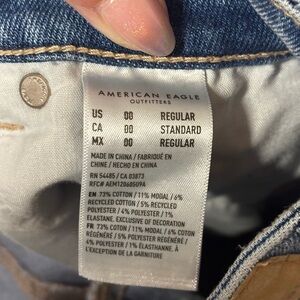 AMERICAN EAGLE
OUTFITTERS
US 00 REGULAR
CA 00 STANDARD
MX 00 REGULAR
MADE IN CHINA / FABRIQUÉ EN
CHINE / HECHO EN CHINA
RN 54485 / CA 03873
RFC# AEM12068509A
EN 73% COTTON / 11% MODAL / 6%
RECYCLED COTTON / 5% RECYCLED
POLYESTER / 4% POLYESTER / 1%
ELASTANE. EXCLUSIVE OF DECORATION
FR 73% COTON / 11% MODAL / 6% COTON
RÉGÉNÉRÉ / 5% POLYESTER RÉGÉNÉRÉ /
4% POLYESTER / 1% ÉLASTHANNE. À
L'EXCEPTION DE LA GARNITURE